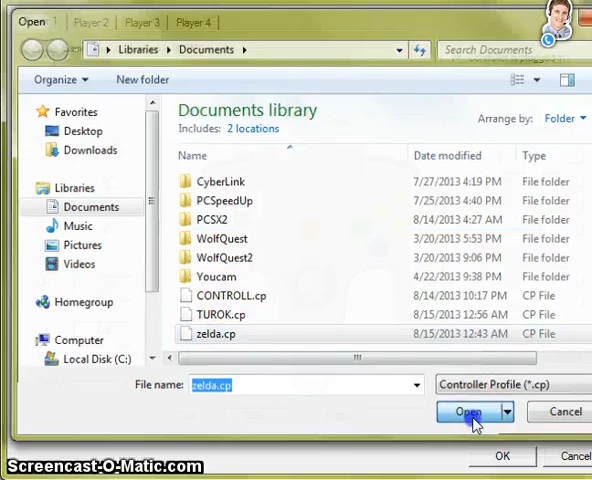 Open
Player 2
Player 3
Player 4
Libraries
Documents
Search Documents
Organize
New folder
Favorites
Desktop
Downloads
Libraries
Documents
Music
Pictures
Videos
Homegroup
Computer
Local Disk (C:)
Documents library
Includes: 2 locations
Arrange by: Folder
Name Date modified Type
CyberLink 7/27/2013 4:19 PM File folder
PCSpeedUp 7/25/2013 4:40 PM File folder
PCSX2 8/14/2013 4:27 AM File folder
WolfQuest 3/20/2013 5:53 PM File folder
WolfQuest2 3/20/2013 9:06 PM File folder
Youcam 4/22/2013 9:38 PM File folder
CONTROLL.cp 8/14/2013 10:17 PM CP File
TUROK.cp 8/15/2013 12:56 AM CP File
zelda.cp 8/15/2013 12:43 AM CP File
File name: zelda.cp
Controller Profile (*.cp)
Open
Cancel
OK
Cancel
Screencast-O-Matic.com